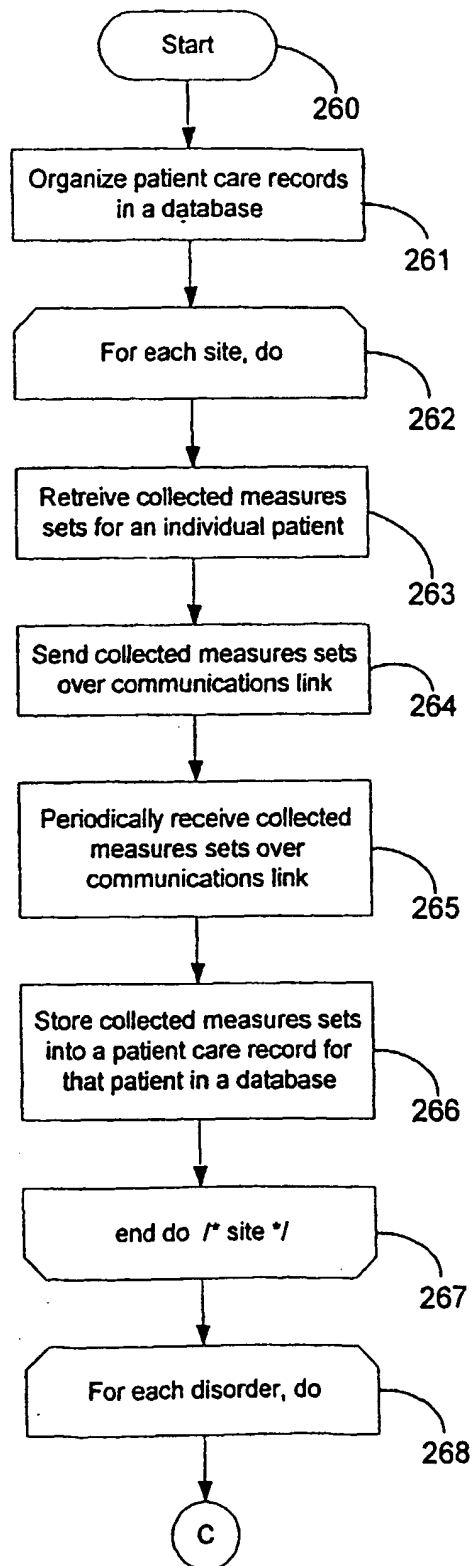 Start
260
Organize patient care records
in a database
261
For each site, do
262
Retreive collected measures
sets for an individual patient
263
Send collected measures sets
over communications link
264
Periodically receive collected
measures sets over
communications link
265
Store collected measures sets
into a patient care record for
that patient in a database
266
end do /* site */
267
For each disorder, do
268
C